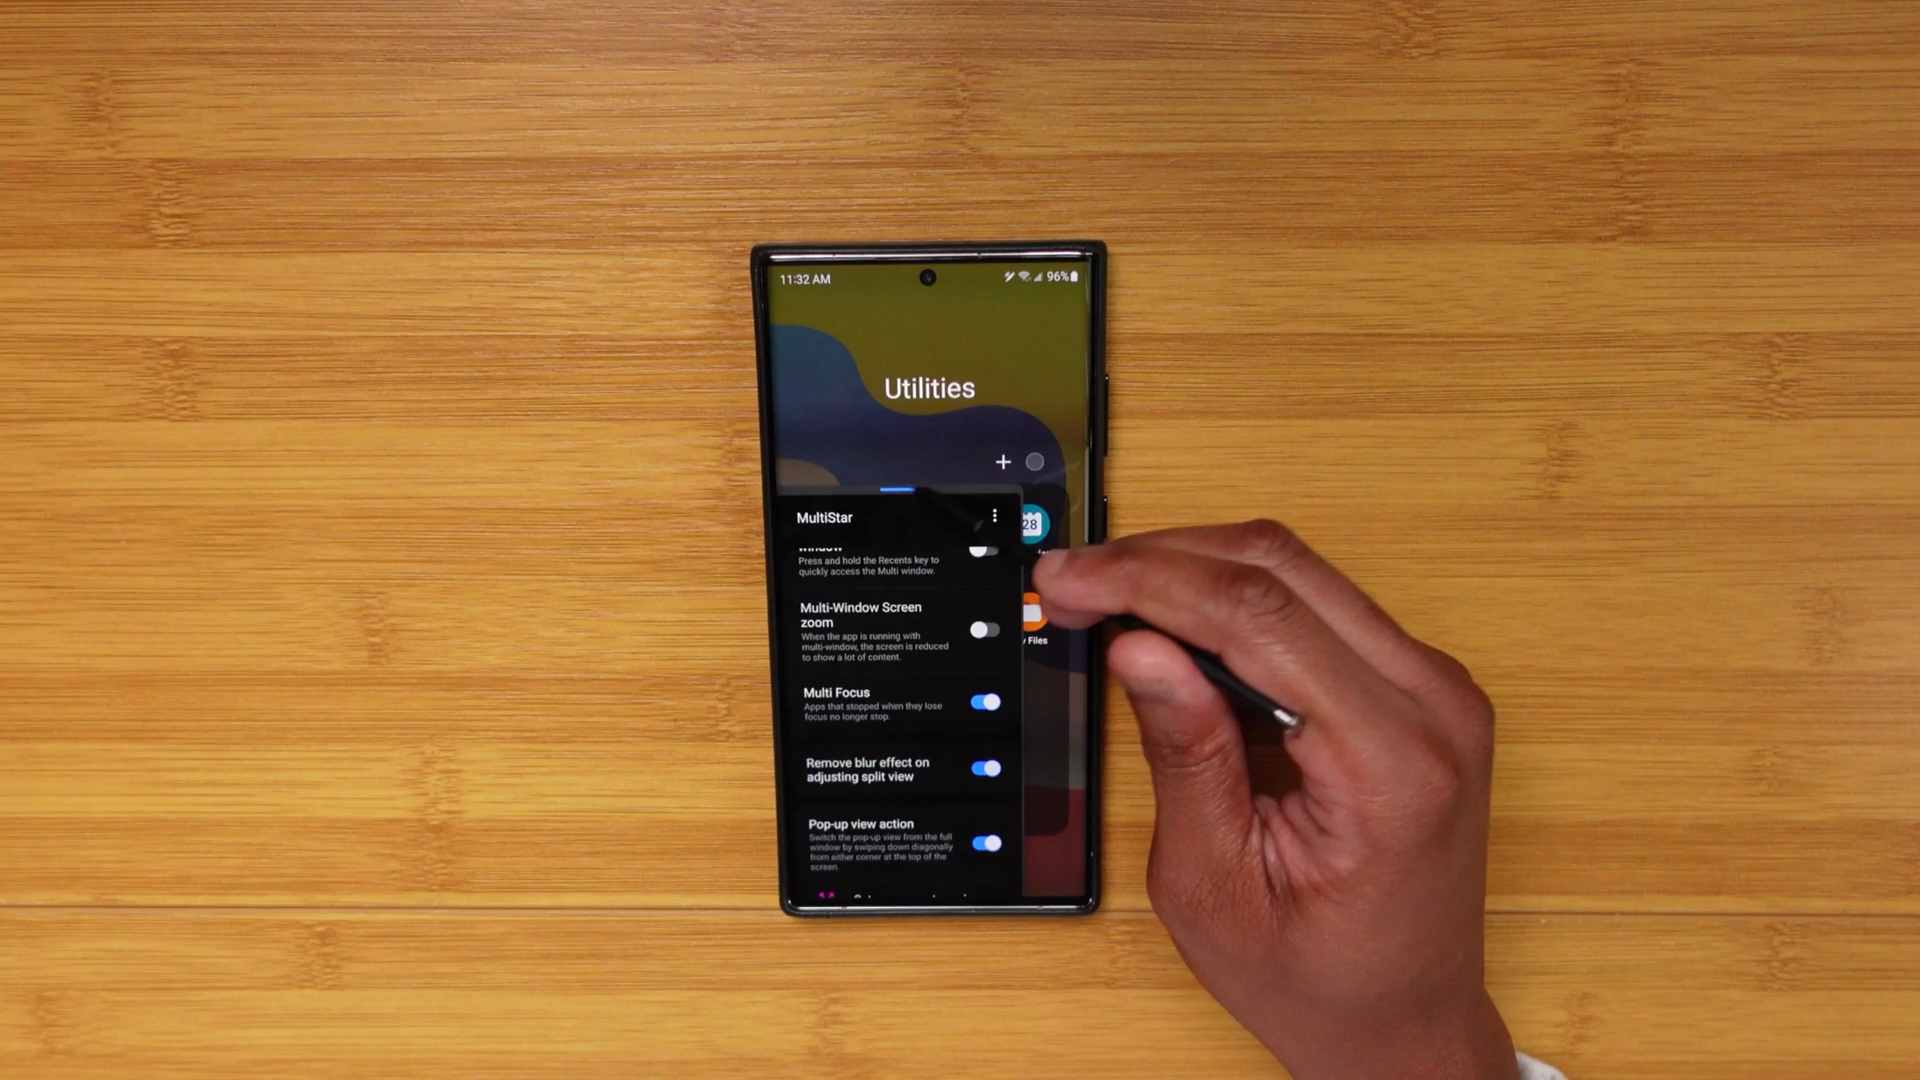 11:32 AM
96%
Utilities
28
MultiStar
window
Press and hold the Recents key to
quickly access the Multi window.
Multi-Window Screen
zoom
When the app is running with
multi-window, the screen is reduced
to show a lot of content.
Files
Multi Focus
Apps that stopped when they lose
focus no longer stop.
Remove blur effect on
adjusting split view
Pop-up view action
Switch the pop-up view from the full
window by swiping down diagonally
from either corner at the top of the
screen.